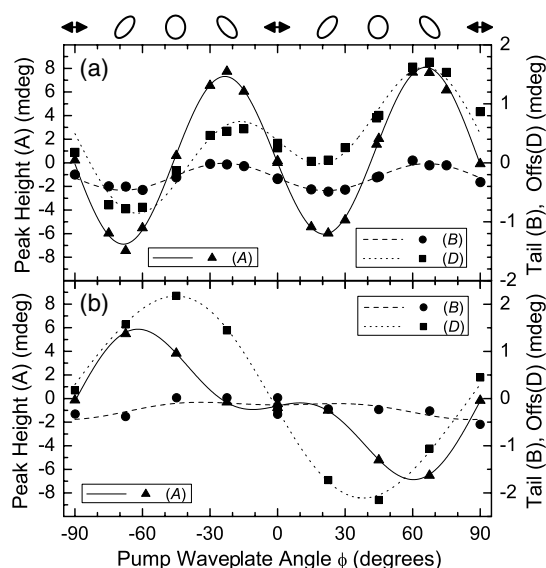 (a)
Peak Height (A) (mdeg)
8
6
4
2
0
-2
-4
-6
-8
2
1
0
-1
-2
Tail (B), Offs(D) (mdeg)
(A)
(B)
(D)
(b)
Peak Height (A) (mdeg)
8
6
4
2
0
-2
-4
-6
-8
2
1
0
-1
-2
Tail (B), Offs(D) (mdeg)
(B)
(D)
(A)
-90 -60 -30 0 30 60 90
Pump Waveplate Angle ϕ (degrees)